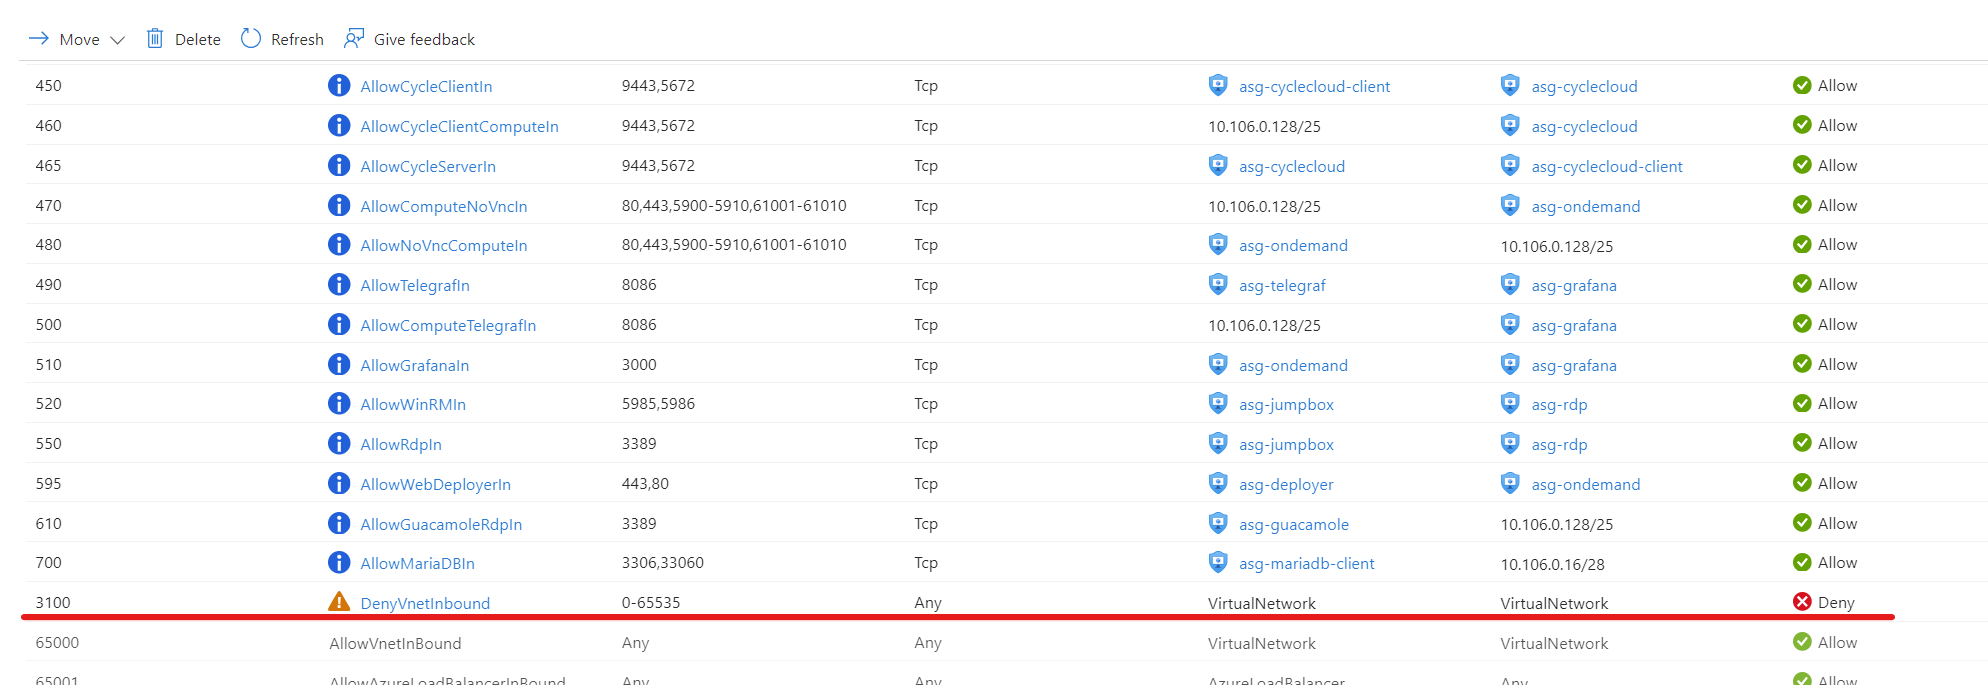 Move Delete Refresh Give feedback
450 AllowCycleClientIn 9443,5672 Tcp asg-cyclecloud-client asg-cyclecloud Allow
460 AllowCycleClientComputeIn 9443,5672 Tcp 10.106.0.128/25 asg-cyclecloud Allow
465 AllowCycleServerIn 9443,5672 Tcp asg-cyclecloud asg-cyclecloud-client Allow
470 AllowComputeNoVncIn 80,443,5900-5910,61001-61010 Tcp 10.106.0.128/25 asg-ondemand Allow
480 AllowNoVncComputeIn 80,443,5900-5910,61001-61010 Tcp asg-ondemand 10.106.0.128/25 Allow
490 AllowTelegrafIn 8086 Tcp asg-telegraf asg-grafana Allow
500 AllowComputeTelegrafIn 8086 Tcp 10.106.0.128/25 asg-grafana Allow
510 AllowGrafanaIn 3000 Tcp asg-ondemand asg-grafana Allow
520 AllowWinRMIn 5985,5986 Tcp asg-jumpbox asg-rdp Allow
550 AllowRdpIn 3389 Tcp asg-jumpbox asg-rdp Allow
595 AllowWebDeployerIn 443,80 Tcp asg-deployer asg-ondemand Allow
610 AllowGuacamoleRdpIn 3389 Tcp asg-guacamole 10.106.0.128/25 Allow
700 AllowMariaDBIn 3306,33060 Tcp asg-mariadb-client 10.106.0.16/28 Allow
3100 DenyVnetInbound 0-65535 Any VirtualNetwork VirtualNetwork Deny
65000 AllowVnetInBound Any Any VirtualNetwork VirtualNetwork Allow
65001 AllowAzureLoadBalancerInBound Any Any AzureLoadBalancer Any Allow